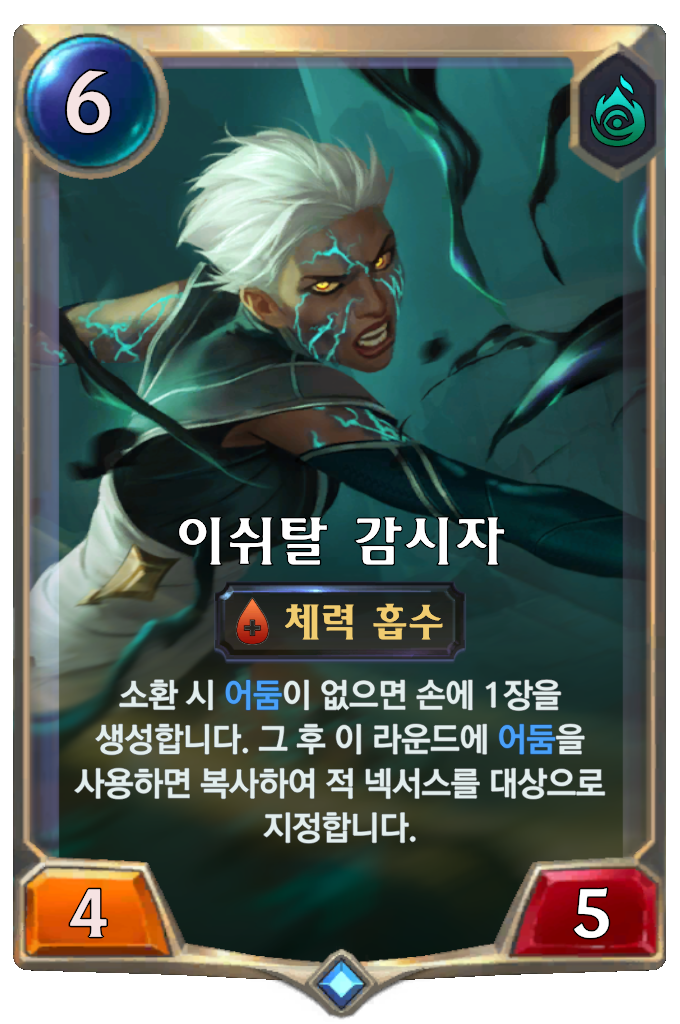 6
이쉬탈 감시자
체력 흡수
소환 시 어둠이 없으면 손에 1장을
생성합니다. 그 후 이 라운드에 어둠을
사용하면 복사하여 적 넥서스를 대상으로
지정합니다.
4
5